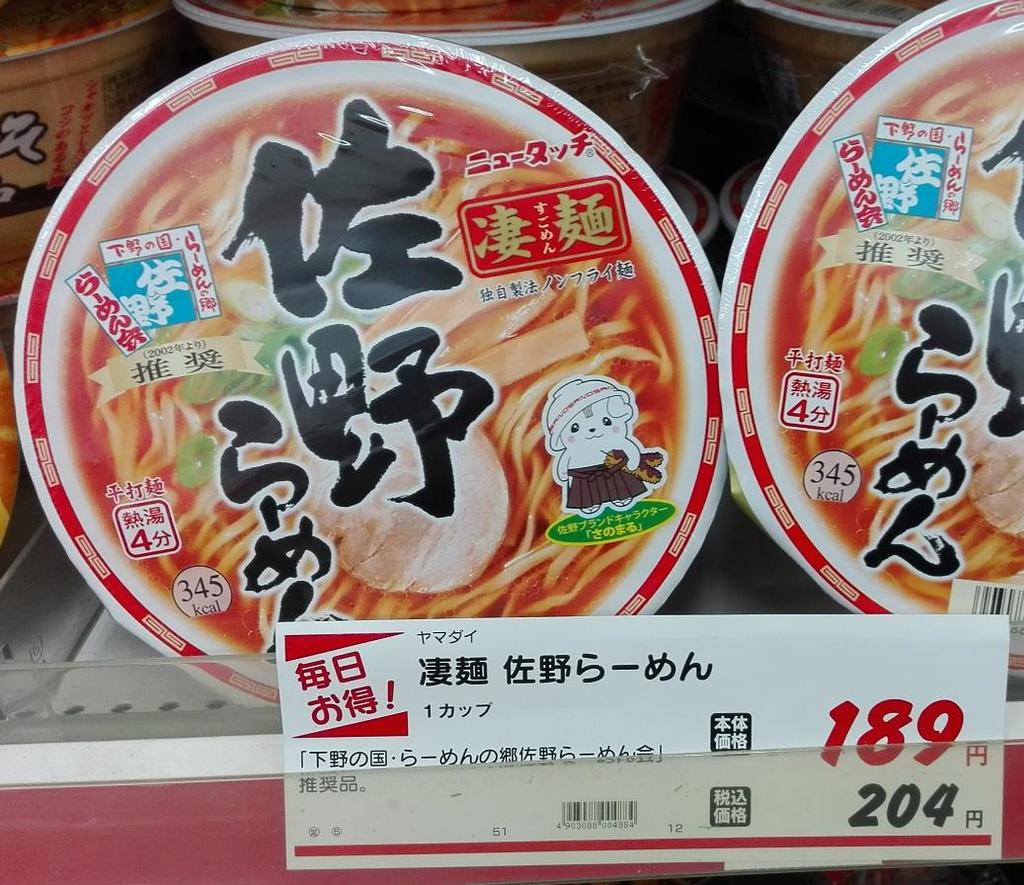 佐野
らーめん
ニュータッチ®
凄麺
すごめん
独自製法ノンフライ麺
下野の国・らーめんの郷
佐野
らーめん会
(2002年より)
推奨
平打麺
熱湯
4分
345
kcal
佐野ブランドキャラクター
「さのまる」
下野の国・らーめんの郷
佐野
らーめん会
(2002年より)
推奨
平打麺
熱湯
4分
345
kcal
らーめん
毎日
お得!
ヤマダイ
凄麺 佐野らーめん
1カップ
「下野の国・らーめんの郷佐野らーめん会」
推奨品。
本体
価格
189円
税込
価格
204円
4903088004884
51
12